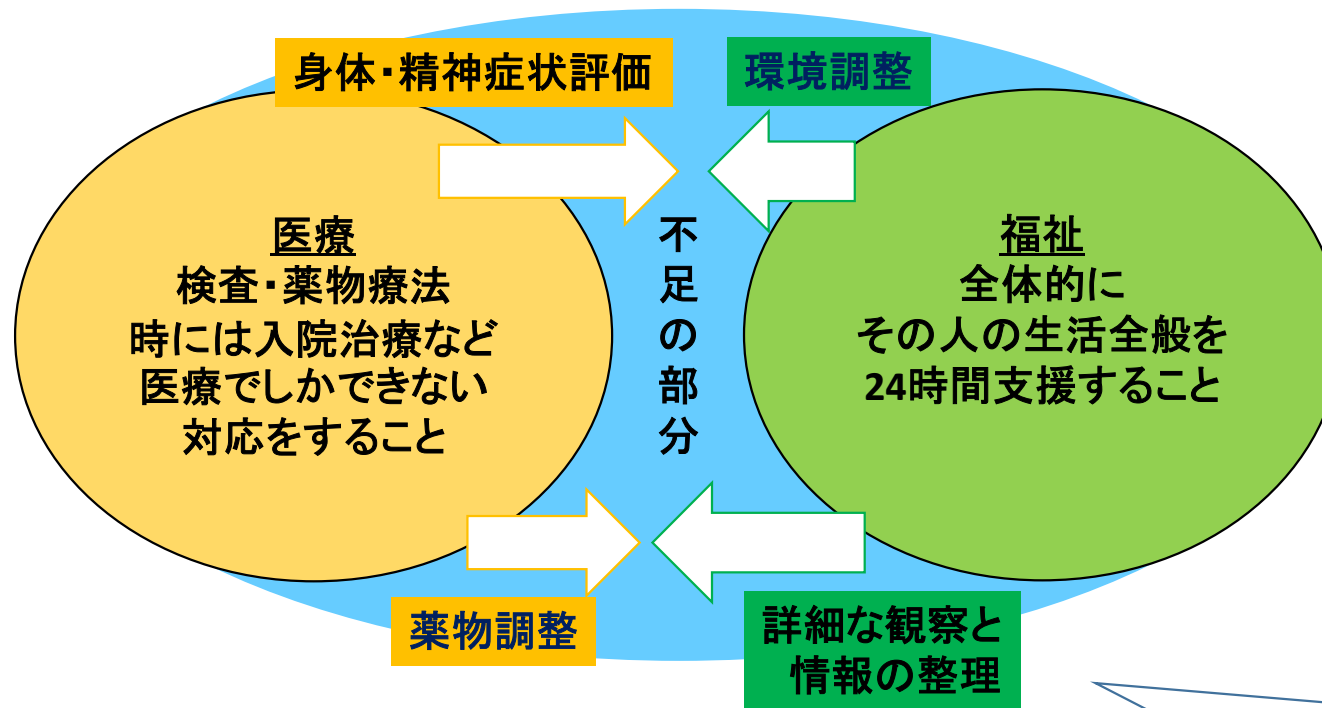 身体・精神症状評価
環境調整
医療
検査・薬物療法
時には入院治療など
医療でしかできない
対応をすること
不足の部分
福祉
全体的に
その人の生活全般を
24時間支援すること
薬物調整
詳細な観察と
情報の整理